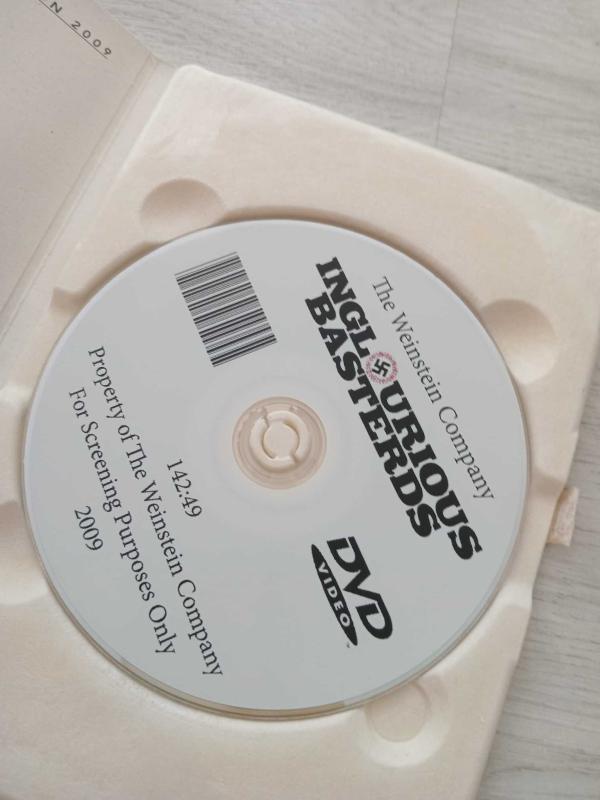 N 2009
The Weinstein Company
INGLOURIOUS
BASTERDS
DVD
VIDEO
TM
142:49
Property of The Weinstein Company
For Screening Purposes Only
2009